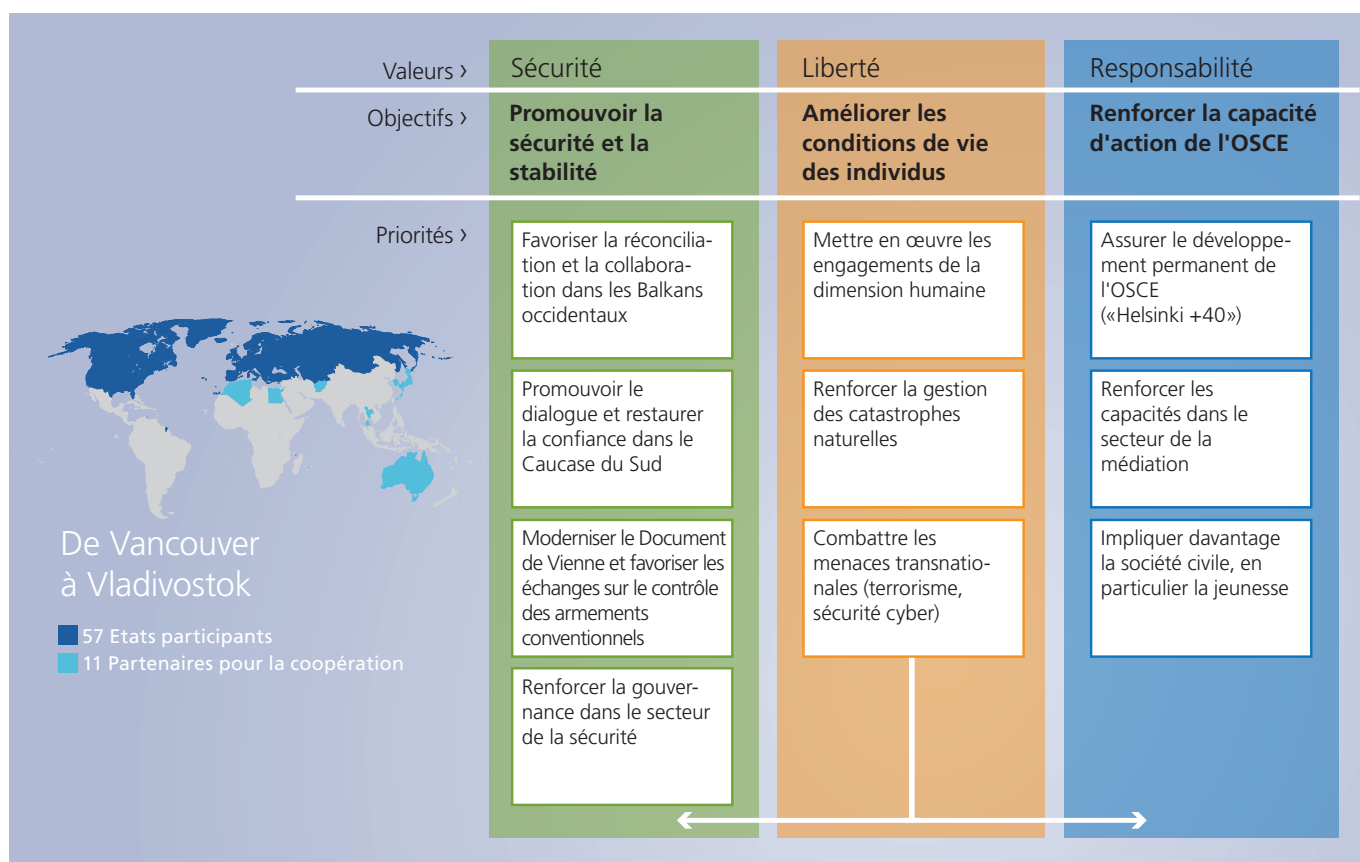 Valeurs ›
Sécurité
Liberté
Responsabilité
Objectifs ›
Promouvoir la
sécurité et la
stabilité
Améliorer les
conditions de vie
des individus
Renforcer la capacité
d'action de l'OSCE
Priorités ›
Favoriser la réconcilia-
tion et la collabora-
tion dans les Balkans
occidentaux
Promouvoir le
dialogue et restaurer
la confiance dans le
Caucase du Sud
Moderniser le Document
de Vienne et favoriser les
échanges sur le contrôle
des armements
conventionnels
Renforcer la gouver-
nance dans le secteur
de la sécurité
Mettre en œuvre les
engagements de la
dimension humaine
Renforcer la gestion
des catastrophes
naturelles
Combattre les
menaces transnatio-
nales (terrorisme,
sécurité cyber)
Assurer le développe-
ment permanent de
l'OSCE
(«Helsinki +40»)
Renforcer les
capacités dans le
secteur de la
médiation
Impliquer davantage
la société civile, en
particulier la jeunesse
De Vancouver
à Vladivostok
57 Etats participants
11 Partenaires pour la coopération